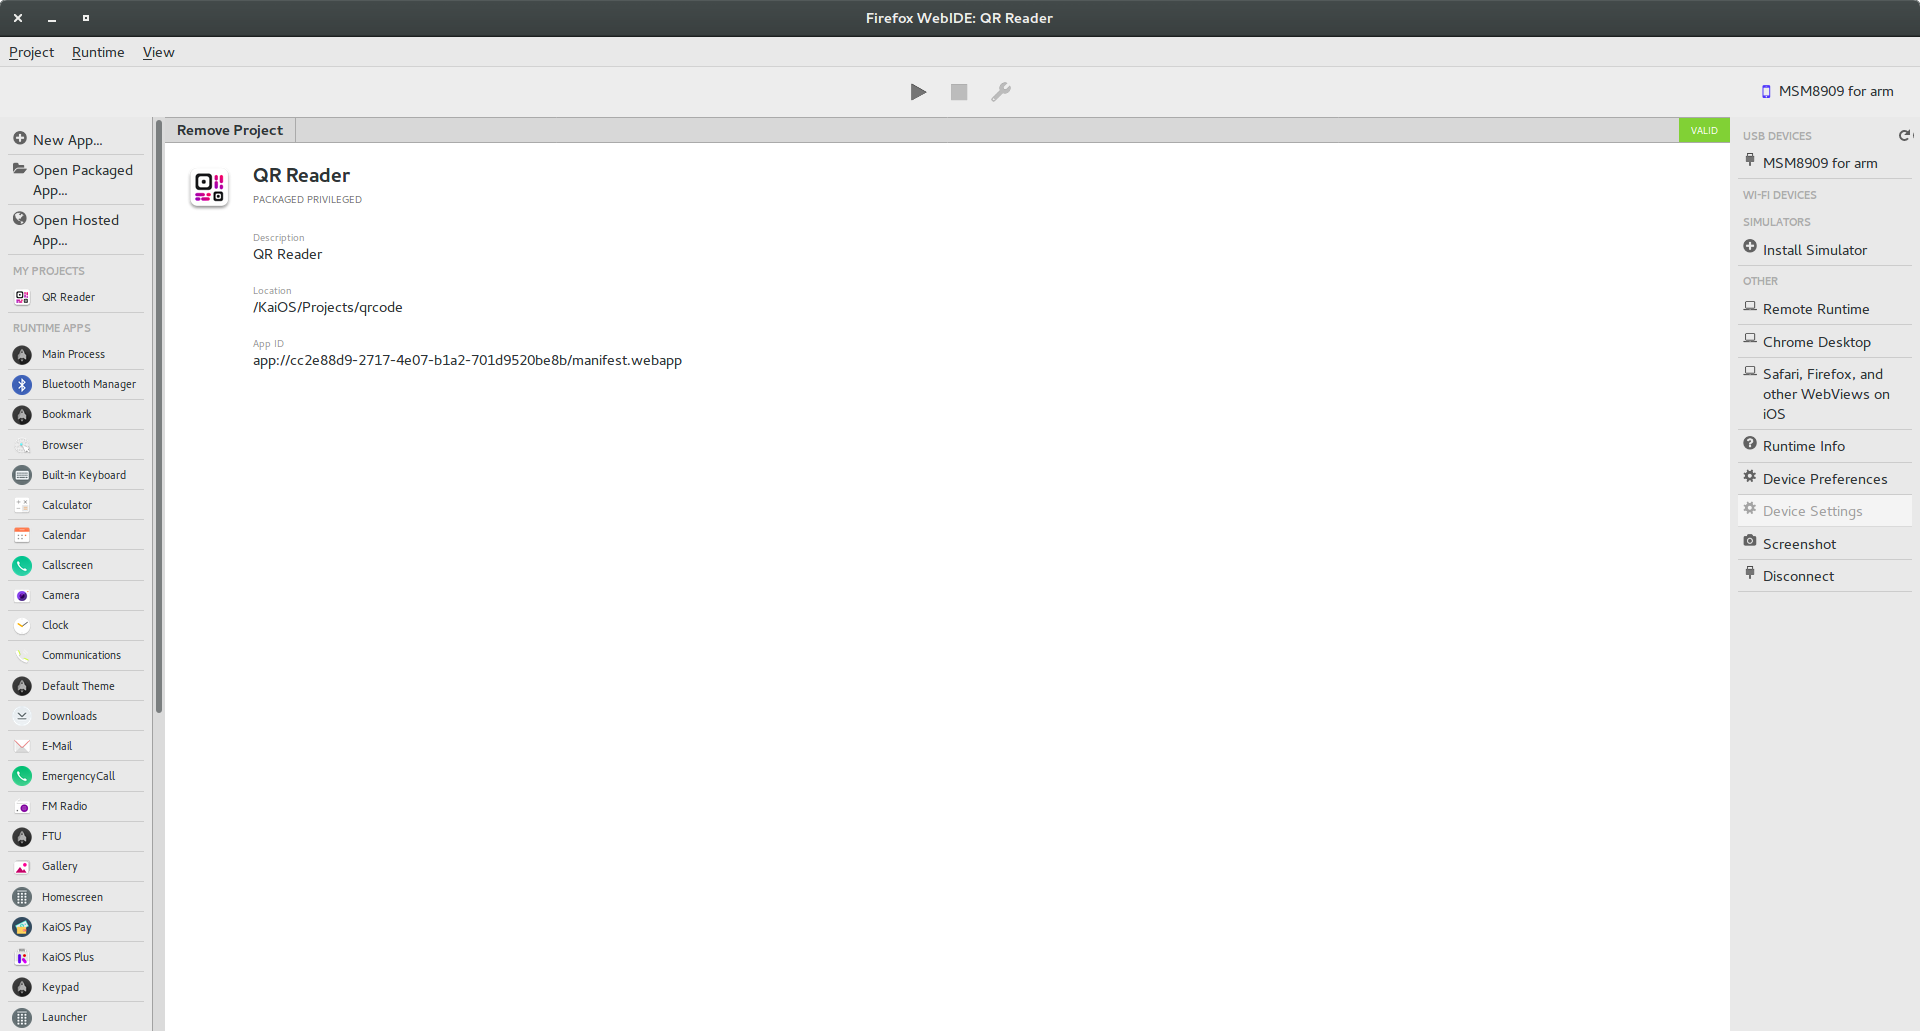 Firefox WebIDE: QR Reader
Project Runtime View
MSM8909 for arm
New App...
Open Packaged
App...
Open Hosted
App...
MY PROJECTS
QR Reader
RUNTIME APPS
Main Process
Bluetooth Manager
Bookmark
Browser
Built-in Keyboard
Calculator
Calendar
Callscreen
Camera
Clock
Communications
Default Theme
Downloads
E-Mail
EmergencyCall
FM Radio
FTU
Gallery
Homescreen
KaiOS Pay
KaiOS Plus
Keypad
Launcher
Remove Project
VALID
QR Reader
PACKAGED PRIVILEGED
Description
QR Reader
Location
/KaiOS/Projects/qrcode
App ID
app://cc2e88d9-2717-4e07-b1a2-701d9520be8b/manifest.webapp
USB DEVICES
MSM8909 for arm
WI-FI DEVICES
SIMULATORS
Install Simulator
OTHER
Remote Runtime
Chrome Desktop
Safari, Firefox, and
other WebViews on
iOS
Runtime Info
Device Preferences
Device Settings
Screenshot
Disconnect